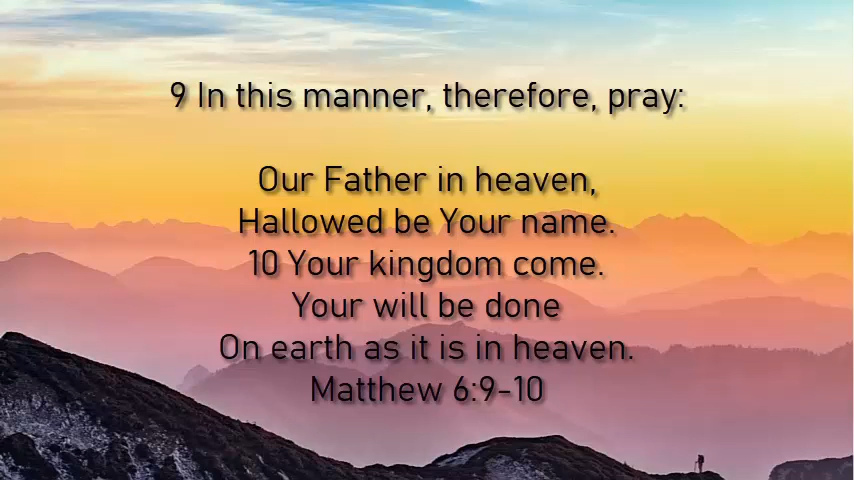 9 In this manner, therefore, pray:
Our Father in heaven,
Hallowed be Your name.
10 Your kingdom come.
Your will be done
On earth as it is in heaven.
Matthew 6:9-10